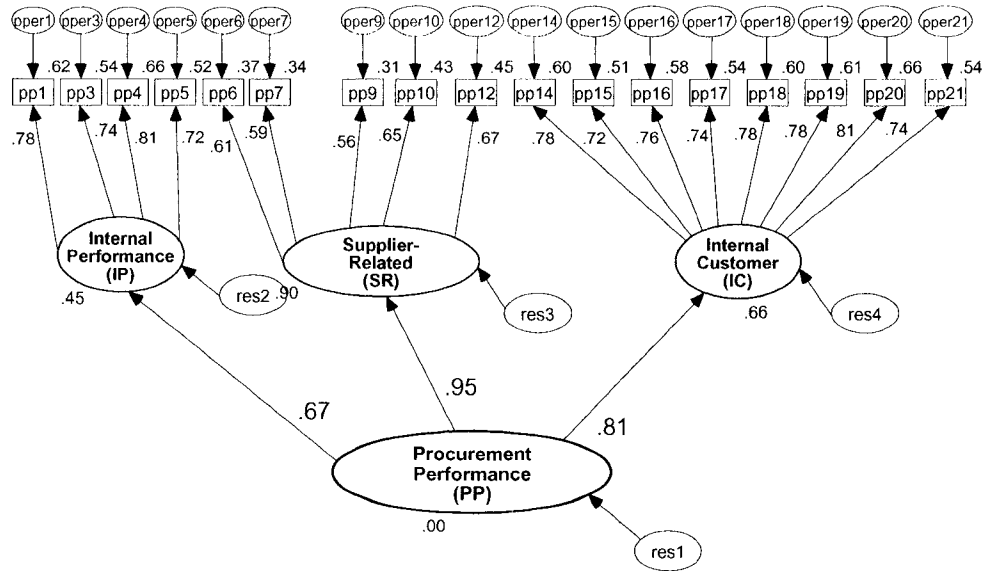 pper1 pper3 pper4 pper5 pper6 pper7 pper9 pper10 pper12 pper14 pper15 pper16 pper17 pper18 pper19 pper20 pper21
.62 .54 .66 .52 .37 .34 .31 .43 .45 .60 .51 .58 .54 .60 .61 .66 .54
pp1 pp3 pp4 pp5 pp6 pp7 pp9 pp10 pp12 pp14 pp15 pp16 pp17 pp18 pp19 pp20 pp21
.78 .74 .81 .72 .61 .59 .56 .65 .67 .78 .72 .76 .74 .78 .78 81 .74
Internal
Performance
(IP)
.45
res2
Supplier-
Related
(SR)
.90
res3
Internal
Customer
(IC)
.66
res4
.67
.95
.81
Procurement
Performance
(PP)
.00
res1